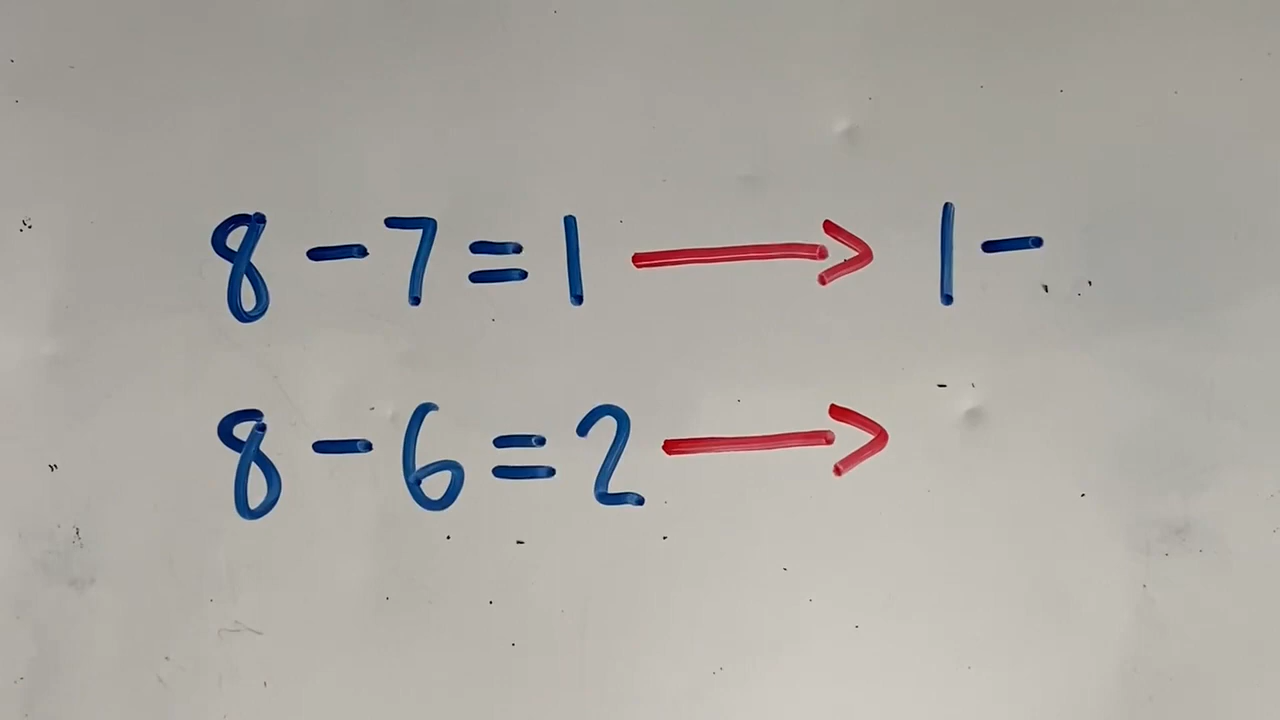 8 - 7 = 1 → 1 -
8 - 6 = 2 →